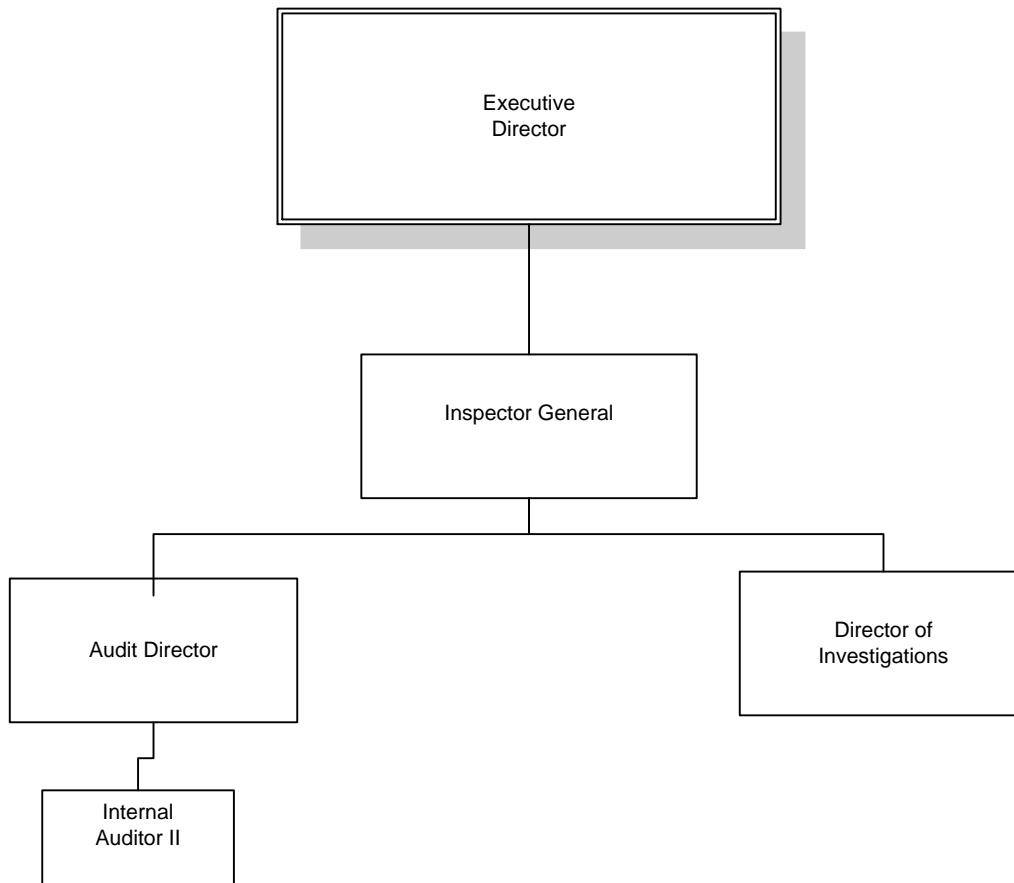 Executive
Director
Inspector General
Audit Director
Director of
Investigations
Internal
Auditor II